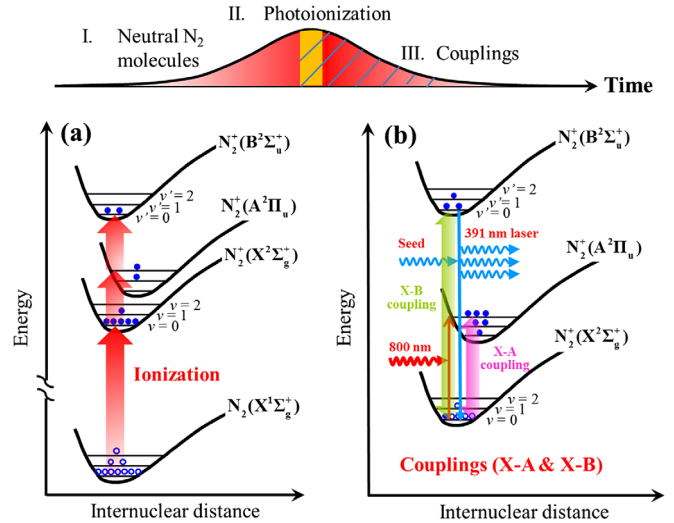 II. Photoionization
I. Neutral N₂
molecules
III. Couplings
Time
(a)
N₂⁺(B²Σᵤ⁺)
v'= 2
v'= 1
v'= 0
N₂⁺(A²Πᵤ)
N₂⁺(X²Σg⁺)
v = 2
v = 1
v = 0
Ionization
N₂(X¹Σg⁺)
Energy
Internuclear distance
(b)
N₂⁺(B²Σᵤ⁺)
v'= 2
v'= 1
v'= 0
391 nm laser
Seed
N₂⁺(A²Πᵤ)
X-B
coupling
N₂⁺(X²Σg⁺)
800 nm
X-A
coupling
v = 2
v = 1
v = 0
Couplings (X-A & X-B)
Energy
Internuclear distance